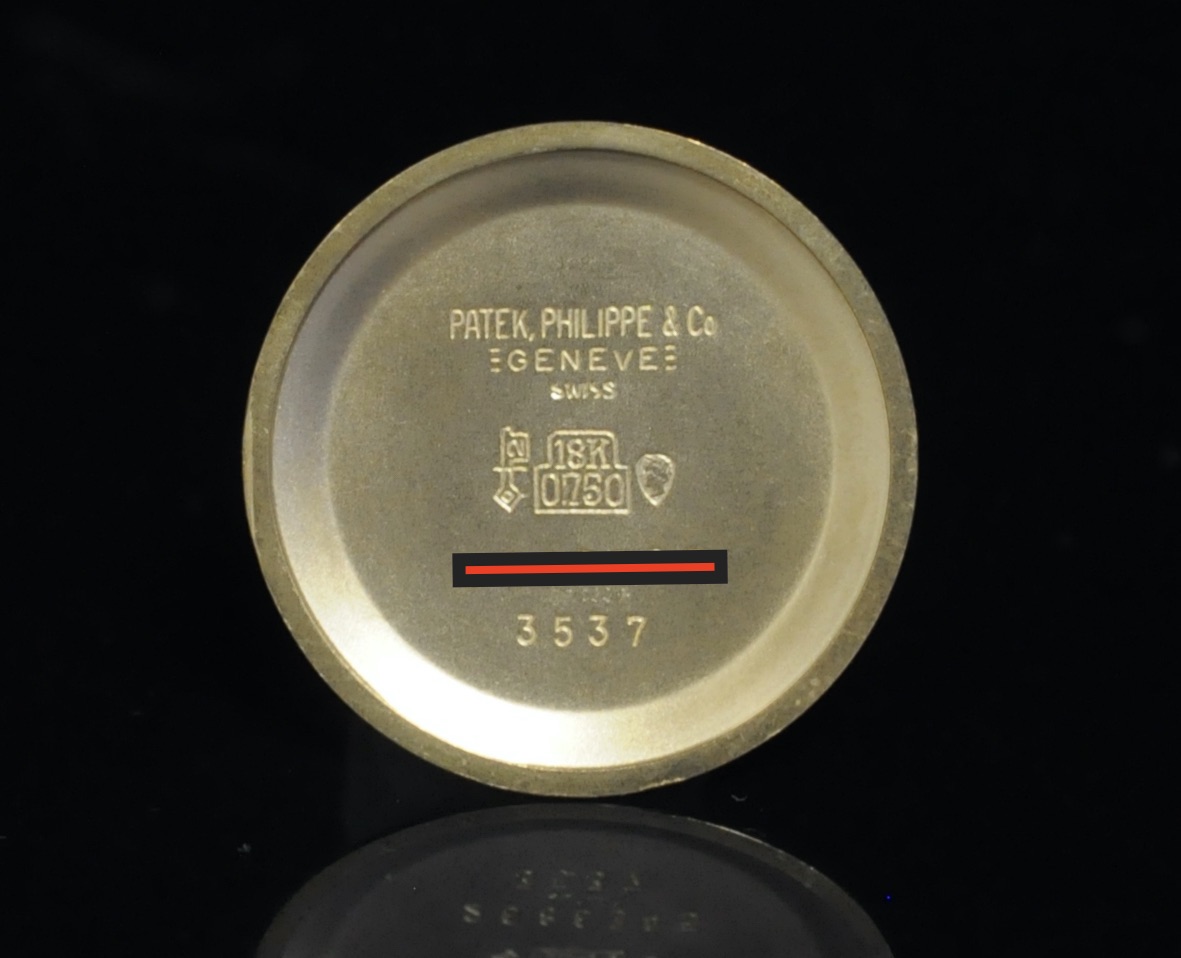 PATEK, PHILIPPE & Co
GENEVE
SWISS
18K
0.750
3537